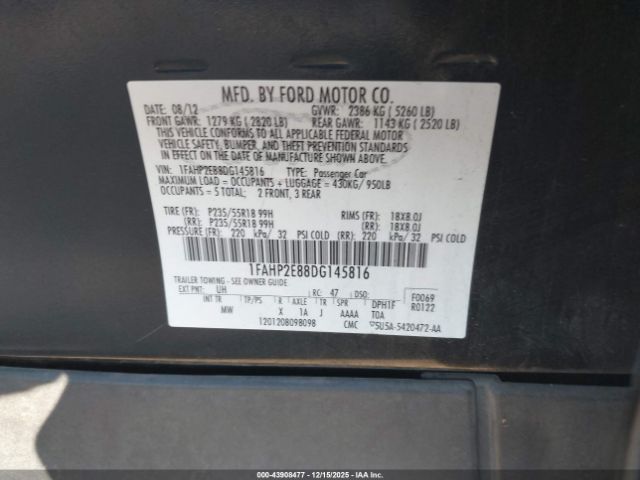 MFD. BY FORD MOTOR CO.
DATE: 08/12 GVWR: 2386 KG ( 5260 LB)
FRONT GAWR: 1279 KG ( 2820 LB) REAR GAWR: 1143 KG ( 2520 LB)
THIS VEHICLE CONFORMS TO ALL APPLICABLE FEDERAL MOTOR
VEHICLE SAFETY, BUMPER, AND THEFT PREVENTION STANDARDS
IN EFFECT ON THE DATE OF MANUFACTURE SHOWN ABOVE.
VIN: 1FAHP2E88DG145816 TYPE: Passenger Car
MAXIMUM LOAD = OCCUPANTS + LUGGAGE = 430KG/ 950LB
OCCUPANTS = 5 TOTAL; 2 FRONT, 3 REAR
TIRE (FR): P235/55R18 99H RIMS (FR): 18X8.0J
(RR): P235/55R18 99H (RR): 18X8.0J
PRESSURE (FR): 220 kPa/ 32 PSI COLD (RR): 220 kPa/ 32 PSI COLD
1FAHP2E88DG145816
TRAILER TOWING - SEE OWNER GUIDE.
EXT PNT: UH RC: 47 DPH1F F0069
INT TR TP/PS R AXLE TR SPR R0122
MW X 1A J AAAA TOA
1201208098098 CMC 5U5A-5420472-AA
© IAA Holdings, LLC
43908477 12/15/2025